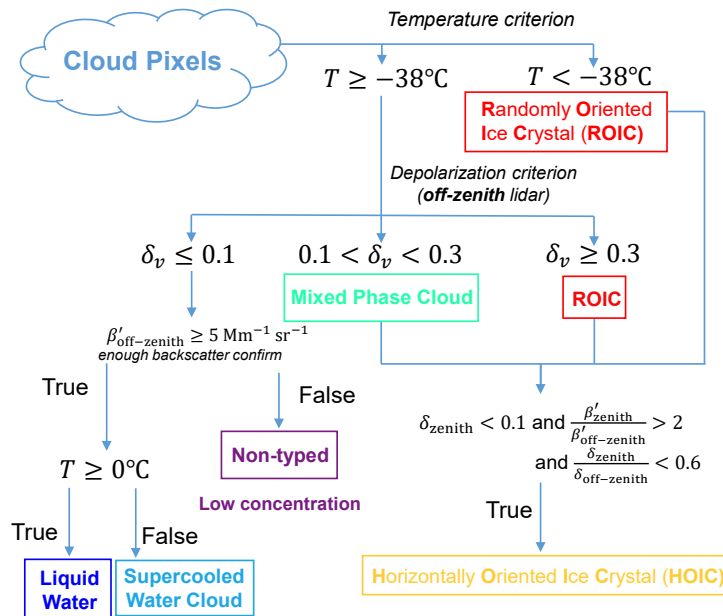 Temperature criterion
Cloud Pixels
T ≥ −38°C
T < −38°C
Randomly Oriented
Ice Crystal (ROIC)
Depolarization criterion
(off-zenith lidar)
δᵥ ≤ 0.1
0.1 < δᵥ < 0.3
δᵥ ≥ 0.3
Mixed Phase Cloud
ROIC
β′off−zenith ≥ 5 Mm⁻¹ sr⁻¹
enough backscatter confirm
True
False
δzenith < 0.1 and β′zenith/β′off−zenith > 2
and δzenith/δoff−zenith < 0.6
Non-typed
Low concentration
T ≥ 0°C
True
False
True
Liquid
Water
Supercooled
Water Cloud
Horizontally Oriented Ice Crystal (HOIC)